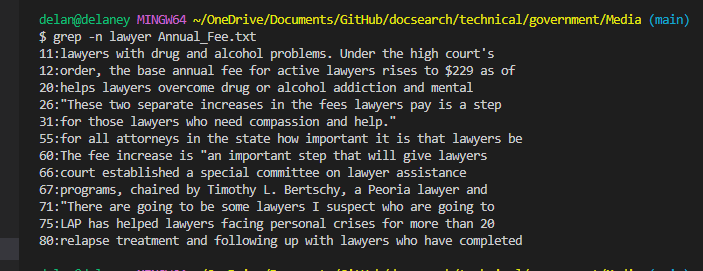 delan@delaney MINGW64 ~/OneDrive/Documents/GitHub/docsearch/technical/government/Media (main)
$ grep -n lawyer Annual_Fee.txt
11:lawyers with drug and alcohol problems. Under the high court's
12:order, the base annual fee for active lawyers rises to $229 as of
20:helps lawyers overcome drug or alcohol addiction and mental
26:"These two separate increases in the fees lawyers pay is a step
31:for those lawyers who need compassion and help."
55:for all attorneys in the state how important it is that lawyers be
60:The fee increase is "an important step that will give lawyers
66:court established a special committee on lawyer assistance
67:programs, chaired by Timothy L. Bertschy, a Peoria lawyer and
71:"There are going to be some lawyers I suspect who are going to
75:LAP has helped lawyers facing personal crises for more than 20
80:relapse treatment and following up with lawyers who have completed